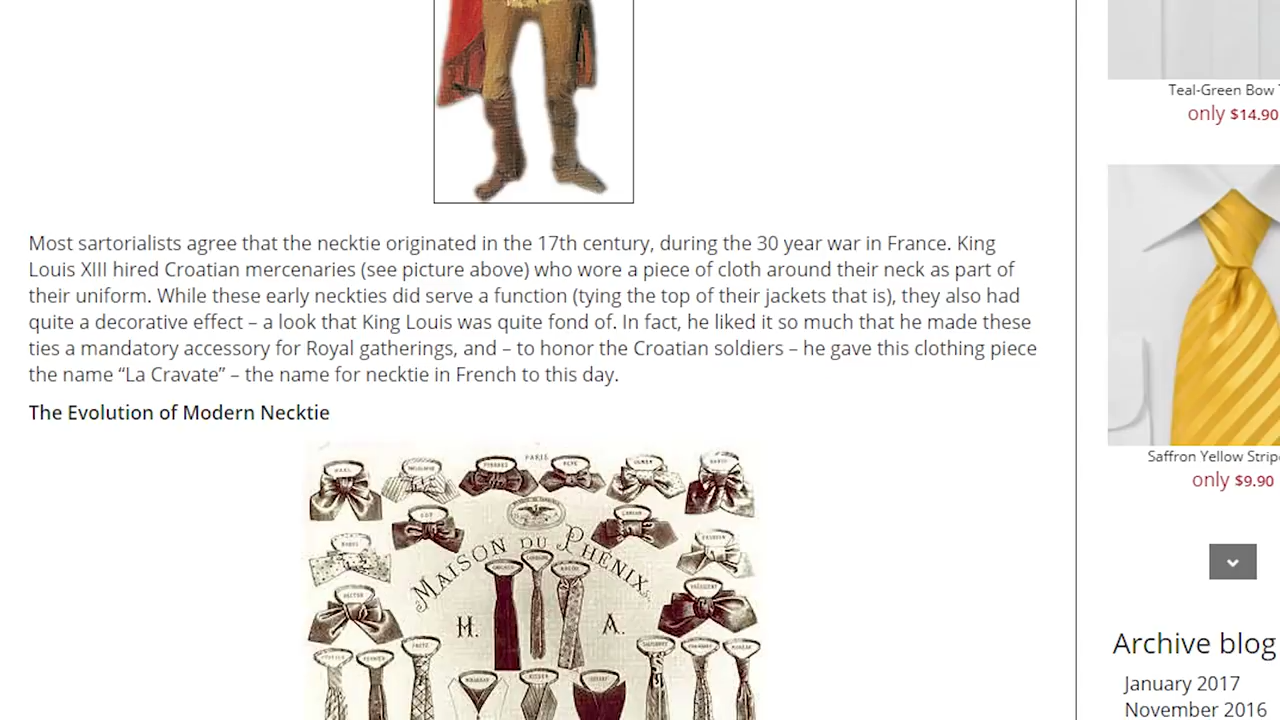 Most sartorialists agree that the necktie originated in the 17th century, during the 30 year war in France. King
Louis XIII hired Croatian mercenaries (see picture above) who wore a piece of cloth around their neck as part of
their uniform. While these early neckties did serve a function (tying the top of their jackets that is), they also had
quite a decorative effect – a look that King Louis was quite fond of. In fact, he liked it so much that he made these
ties a mandatory accessory for Royal gatherings, and – to honor the Croatian soldiers – he gave this clothing piece
the name “La Cravate” – the name for necktie in French to this day.
The Evolution of Modern Necktie
PARIS
MAISON DU PHÉNIX
H. A.
Teal-Green Bow
only $14.90
Saffron Yellow Stripe
only $9.90
Archive blog
January 2017
November 2016